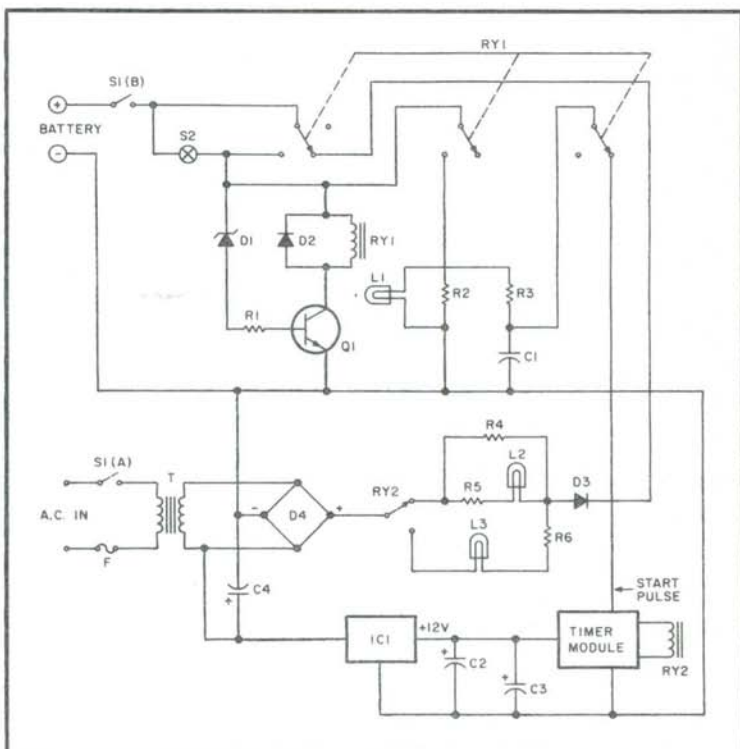 RY1
S1(B)
+
BATTERY
−
S2
D1
D2
RY1
L1
R2
R3
R1
Q1
C1
R4
S1(A)
T
L2
RY2
R5
D3
A.C. IN
−
D4
+
L3
R6
F
C4
+
START
PULSE
IC1
+12V
TIMER
MODULE
+
C2
+
C3
RY2